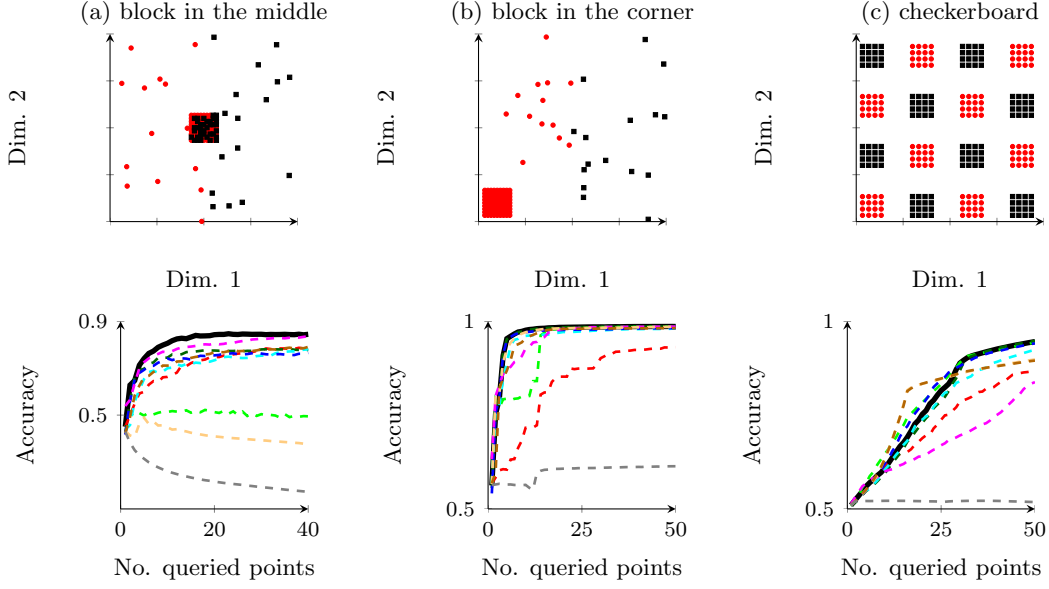 (a) block in the middle
(b) block in the corner
(c) checkerboard
Dim. 2
Dim. 2
Dim. 2
Dim. 1
Dim. 1
Dim. 1
Accuracy
0.9
0.5
0
20
40
No. queried points
Accuracy
1
0.5
0
25
50
No. queried points
Accuracy
1
0.5
0
25
50
No. queried points